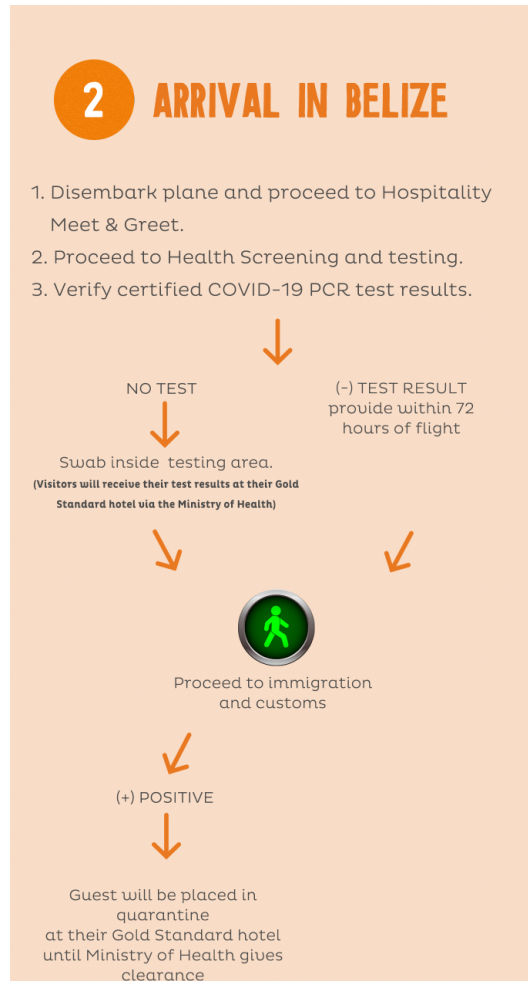 2 ARRIVAL IN BELIZE
1. Disembark plane and proceed to Hospitality
Meet & Greet.
2. Proceed to Health Screening and testing.
3. Verify certified COVID-19 PCR test results.
NO TEST
Swab inside testing area.
(Visitors will receive their test results at their Gold
Standard hotel via the Ministry of Health)
(-) TEST RESULT
provide within 72
hours of flight
Proceed to immigration
and customs
(+) POSITIVE
Guest will be placed in
quarantine
at their Gold Standard hotel
until Ministry of Health gives
clearance